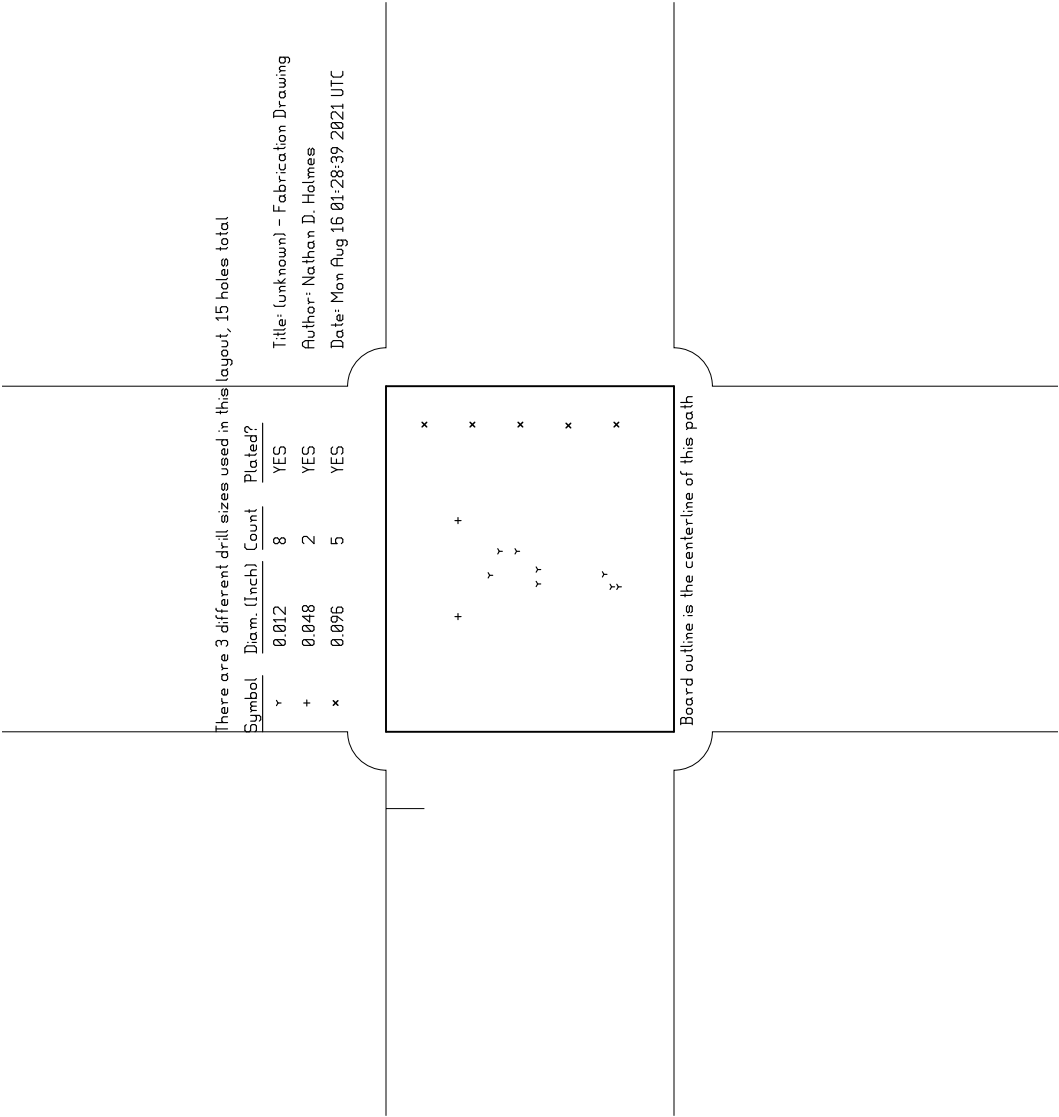 There are 3 different drill sizes used in this layout, 15 holes total
Symbol Diam. (Inch) Count Plated?
0.012 8 YES
+ 0.048 2 YES
× 0.096 5 YES
Title: (unknown) - Fabrication Drawing
Author: Nathan D. Holmes
Date: Mon Aug 16 01:28:39 2021 UTC
Board outline is the centerline of this path